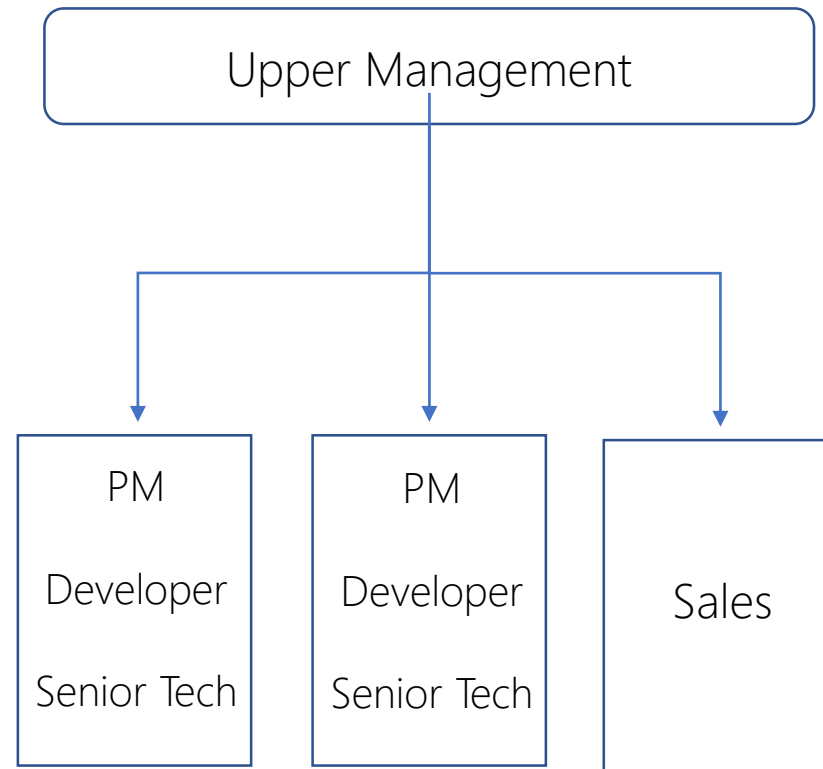 Upper Management
PM
Developer
Senior Tech
PM
Developer
Senior Tech
Sales